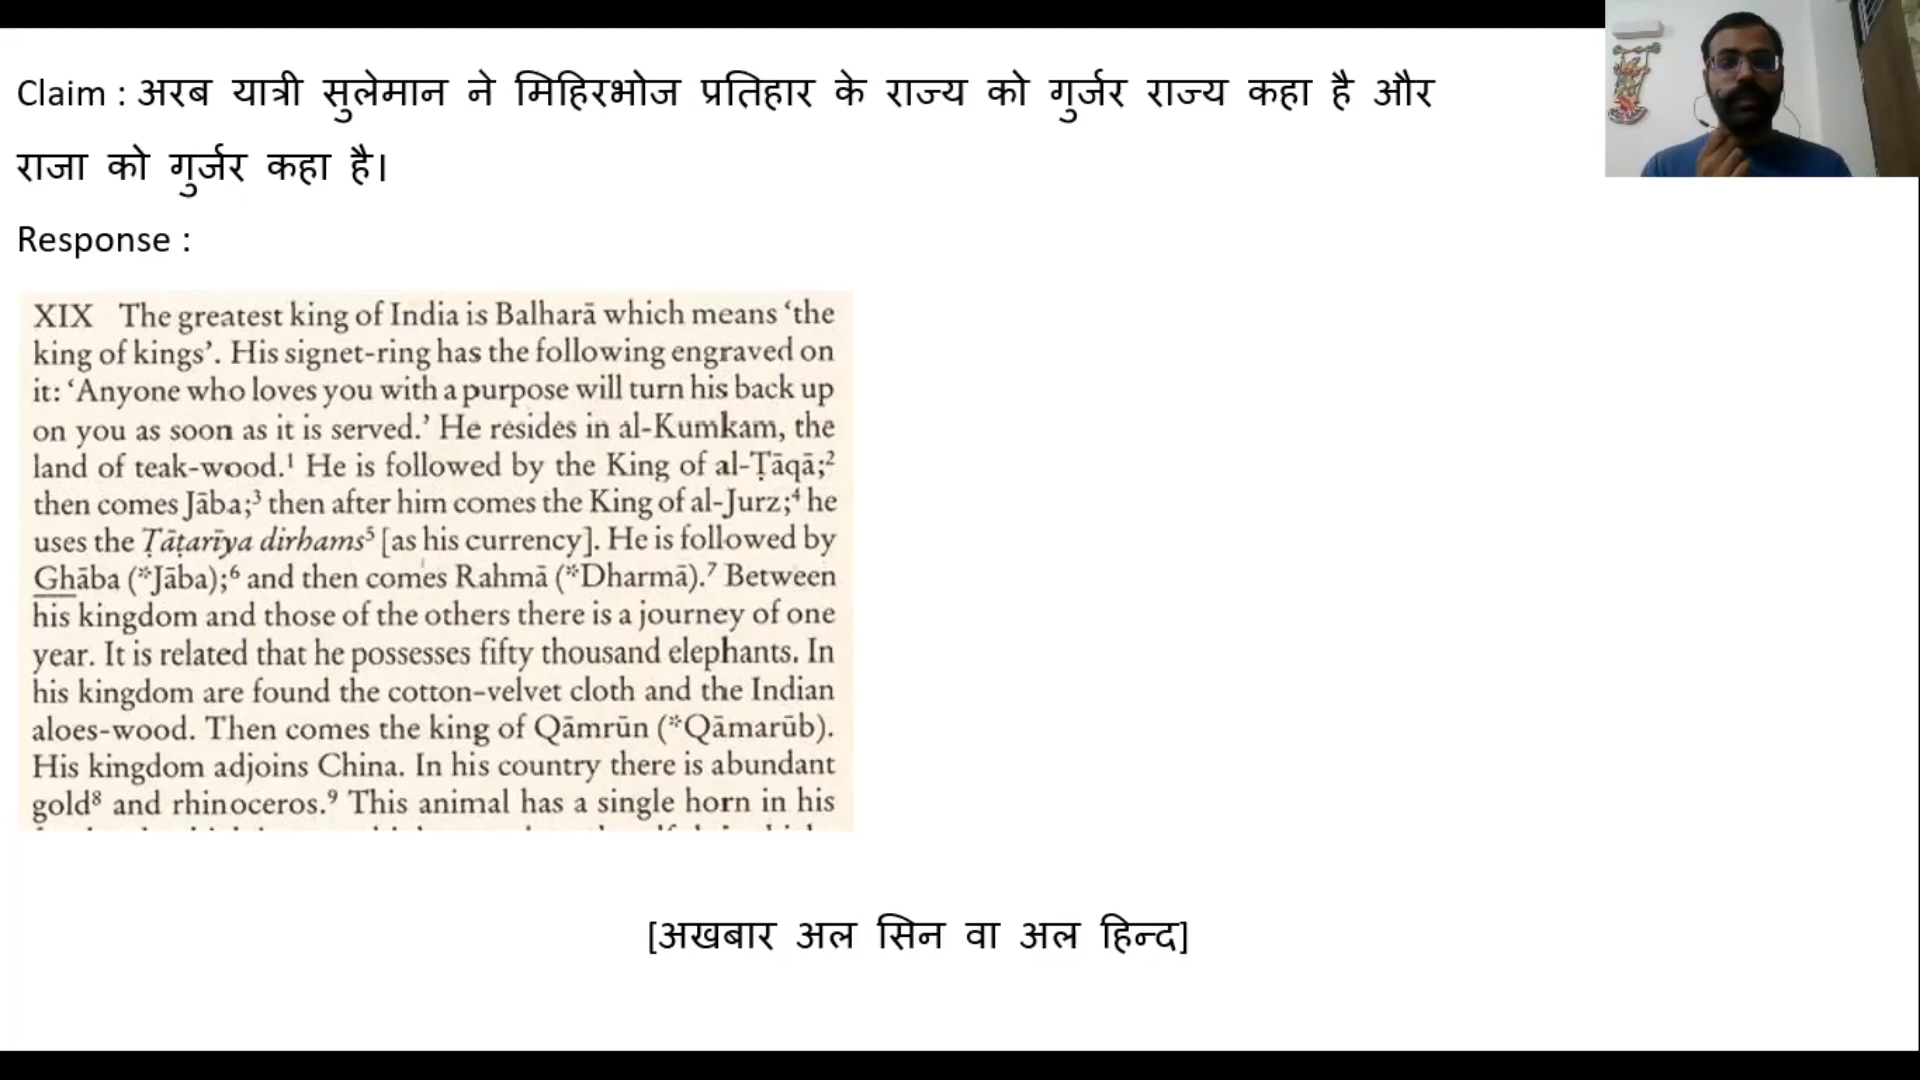 Claim : अरब यात्री सुलेमान ने मिहिरभोज प्रतिहार के राज्य को गुर्जर राज्य कहा है और
राजा को गुर्जर कहा है।
Response :
XIX The greatest king of India is Balharā which means ‘the
king of kings’. His signet-ring has the following engraved on
it: ‘Anyone who loves you with a purpose will turn his back up
on you as soon as it is served.’ He resides in al-Kumkam, the
land of teak-wood.¹ He is followed by the King of al-Ṭāqā;²
then comes Jāba;³ then after him comes the King of al-Jurz;⁴ he
uses the Ṭāṭarīya dirhams⁵ [as his currency]. He is followed by
Ghāba (*Jāba);⁶ and then comes Rahmā (*Dharmā).⁷ Between
his kingdom and those of the others there is a journey of one
year. It is related that he possesses fifty thousand elephants. In
his kingdom are found the cotton-velvet cloth and the Indian
aloes-wood. Then comes the king of Qāmrūn (*Qāmarūb).
His kingdom adjoins China. In his country there is abundant
gold⁸ and rhinoceros.⁹ This animal has a single horn in his
[अखबार अल सिन वा अल हिन्द]